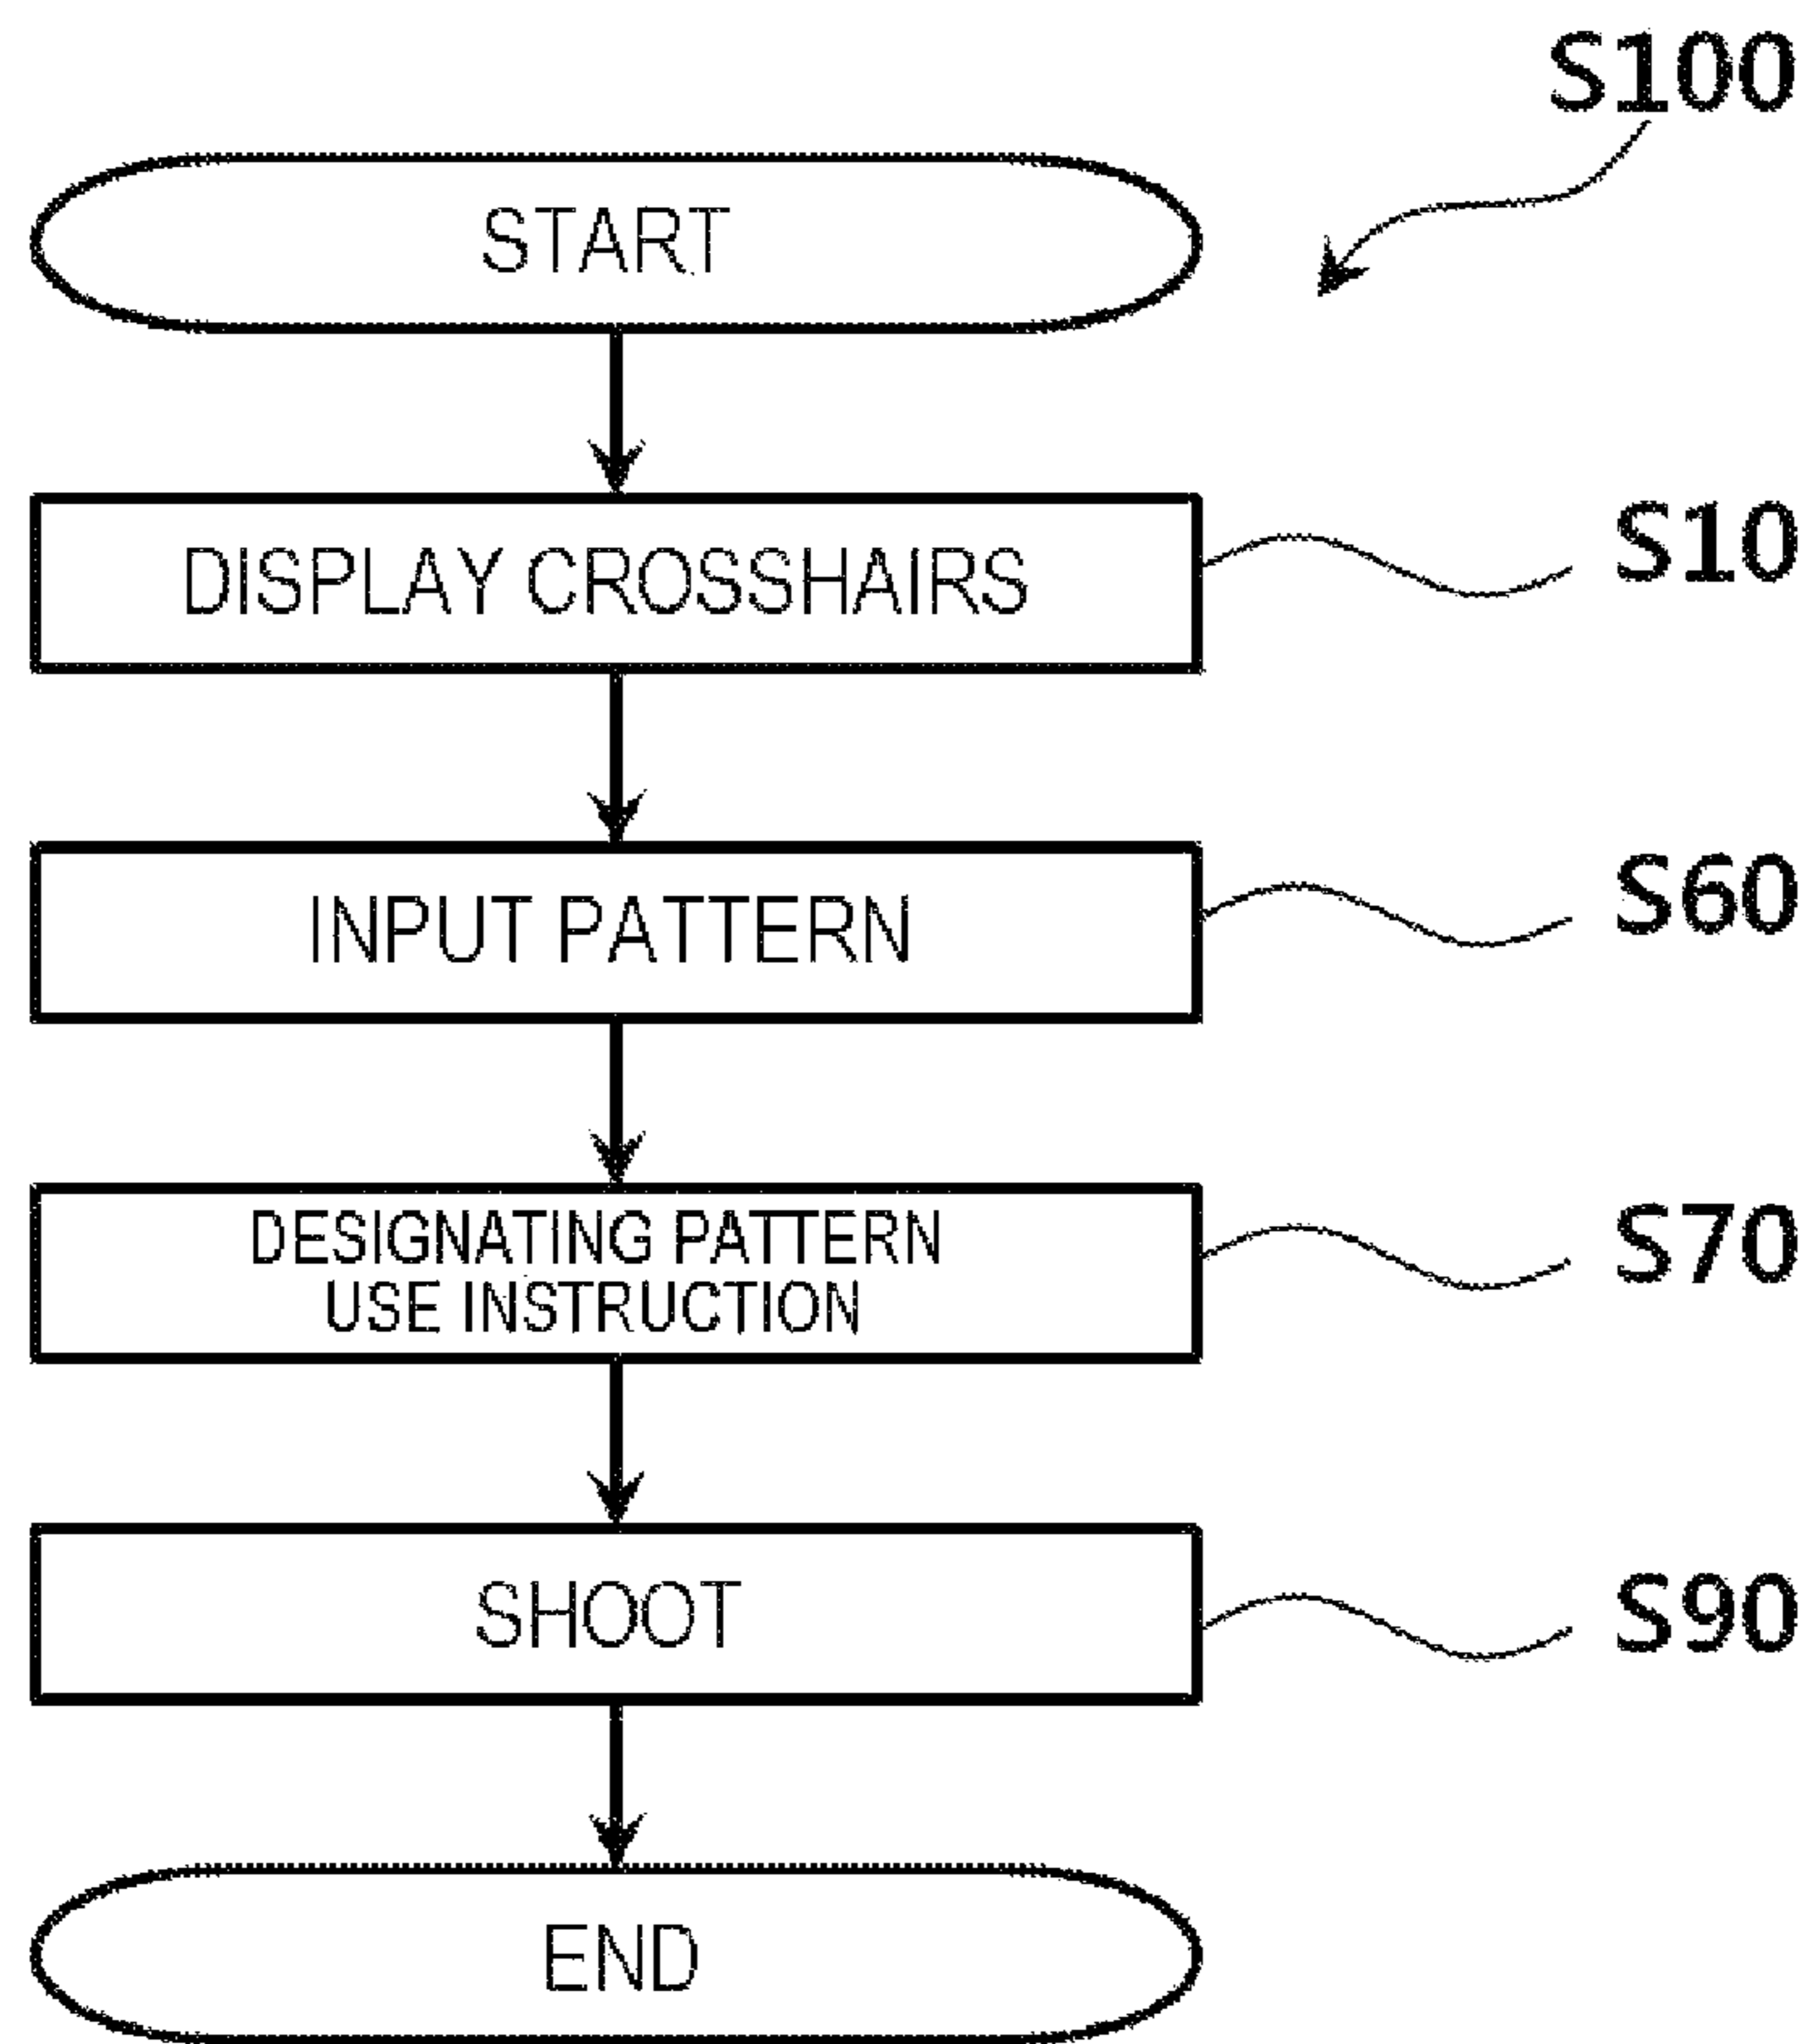 S100
START
DISPLAY CROSSHAIRS
S10
INPUT PATTERN
S60
DESIGNATING PATTERN
USE INSTRUCTION
S70
SHOOT
S90
END